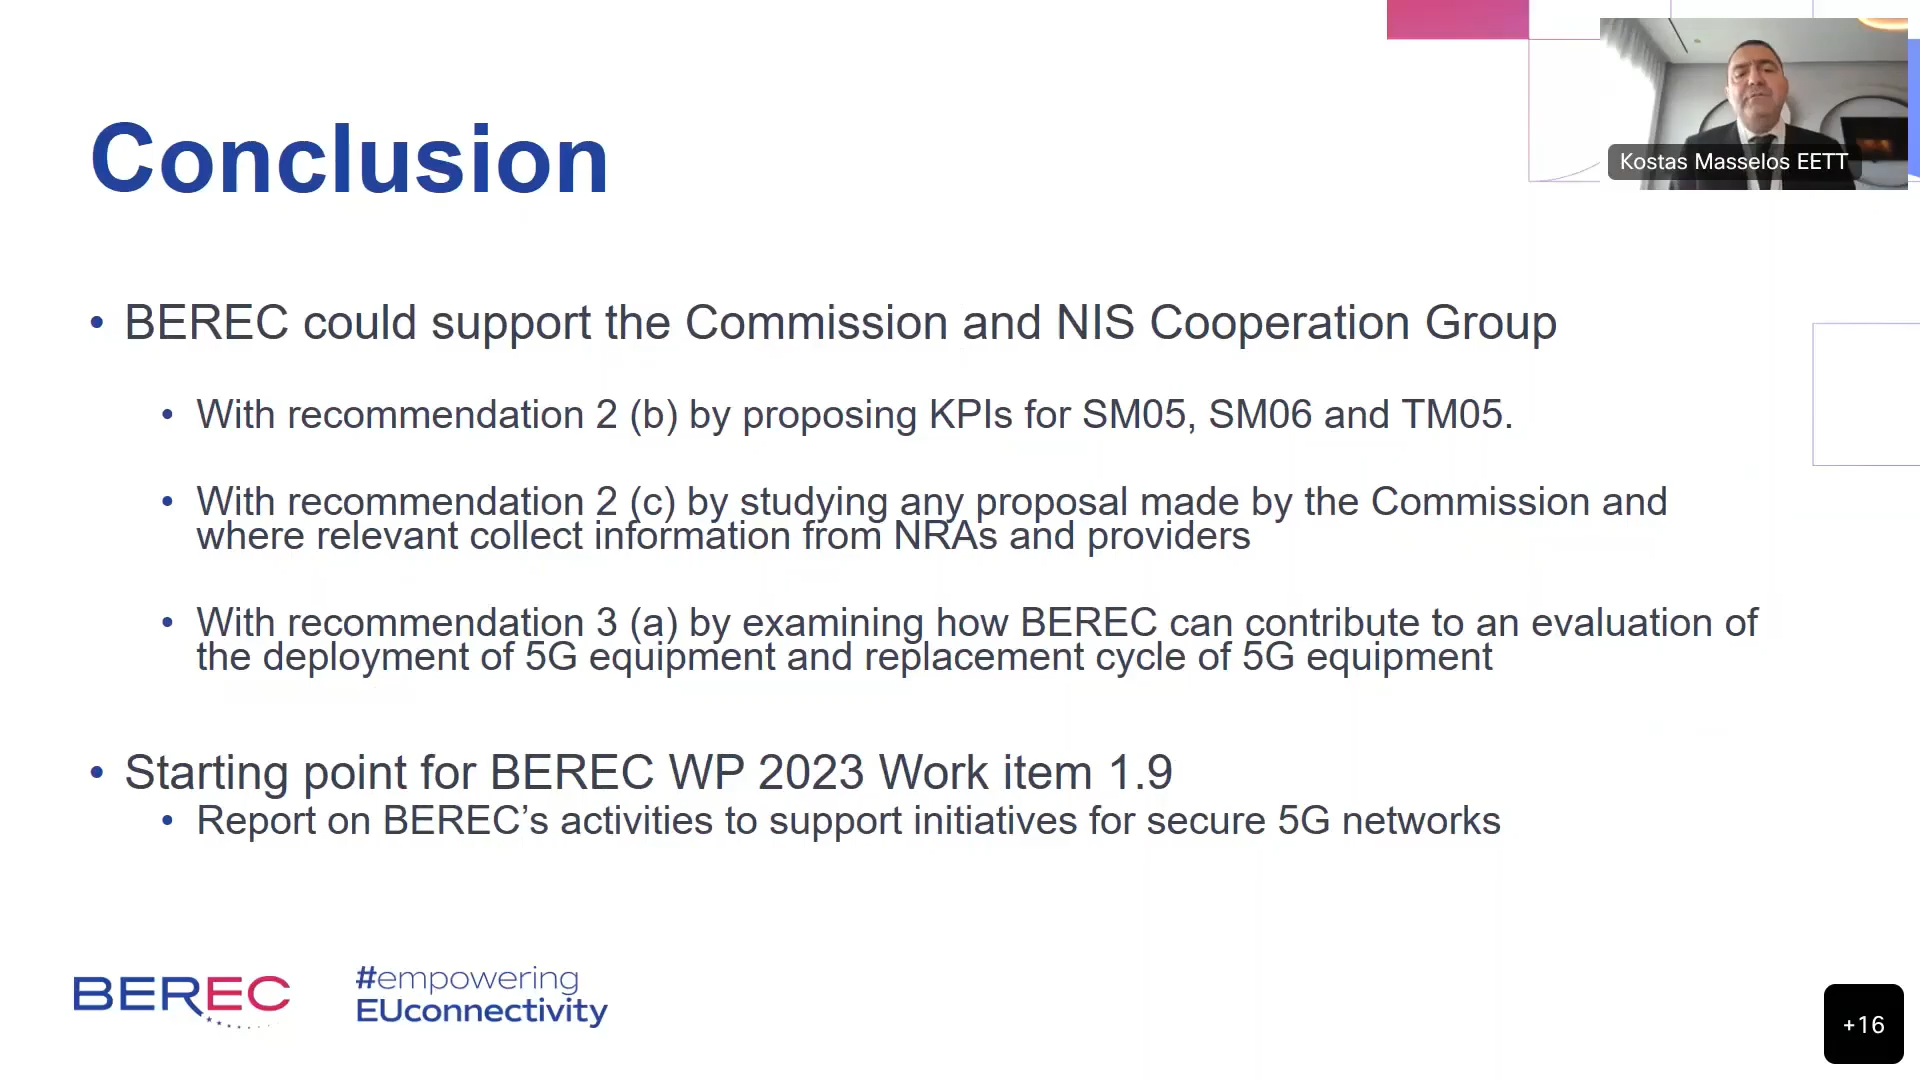 Kostas Masselos EETT
Conclusion
• BEREC could support the Commission and NIS Cooperation Group
• With recommendation 2 (b) by proposing KPIs for SM05, SM06 and TM05.
• With recommendation 2 (c) by studying any proposal made by the Commission and
where relevant collect information from NRAs and providers
• With recommendation 3 (a) by examining how BEREC can contribute to an evaluation of
the deployment of 5G equipment and replacement cycle of 5G equipment
• Starting point for BEREC WP 2023 Work item 1.9
• Report on BEREC’s activities to support initiatives for secure 5G networks
BEREC
#empowering
EUconnectivity
+16